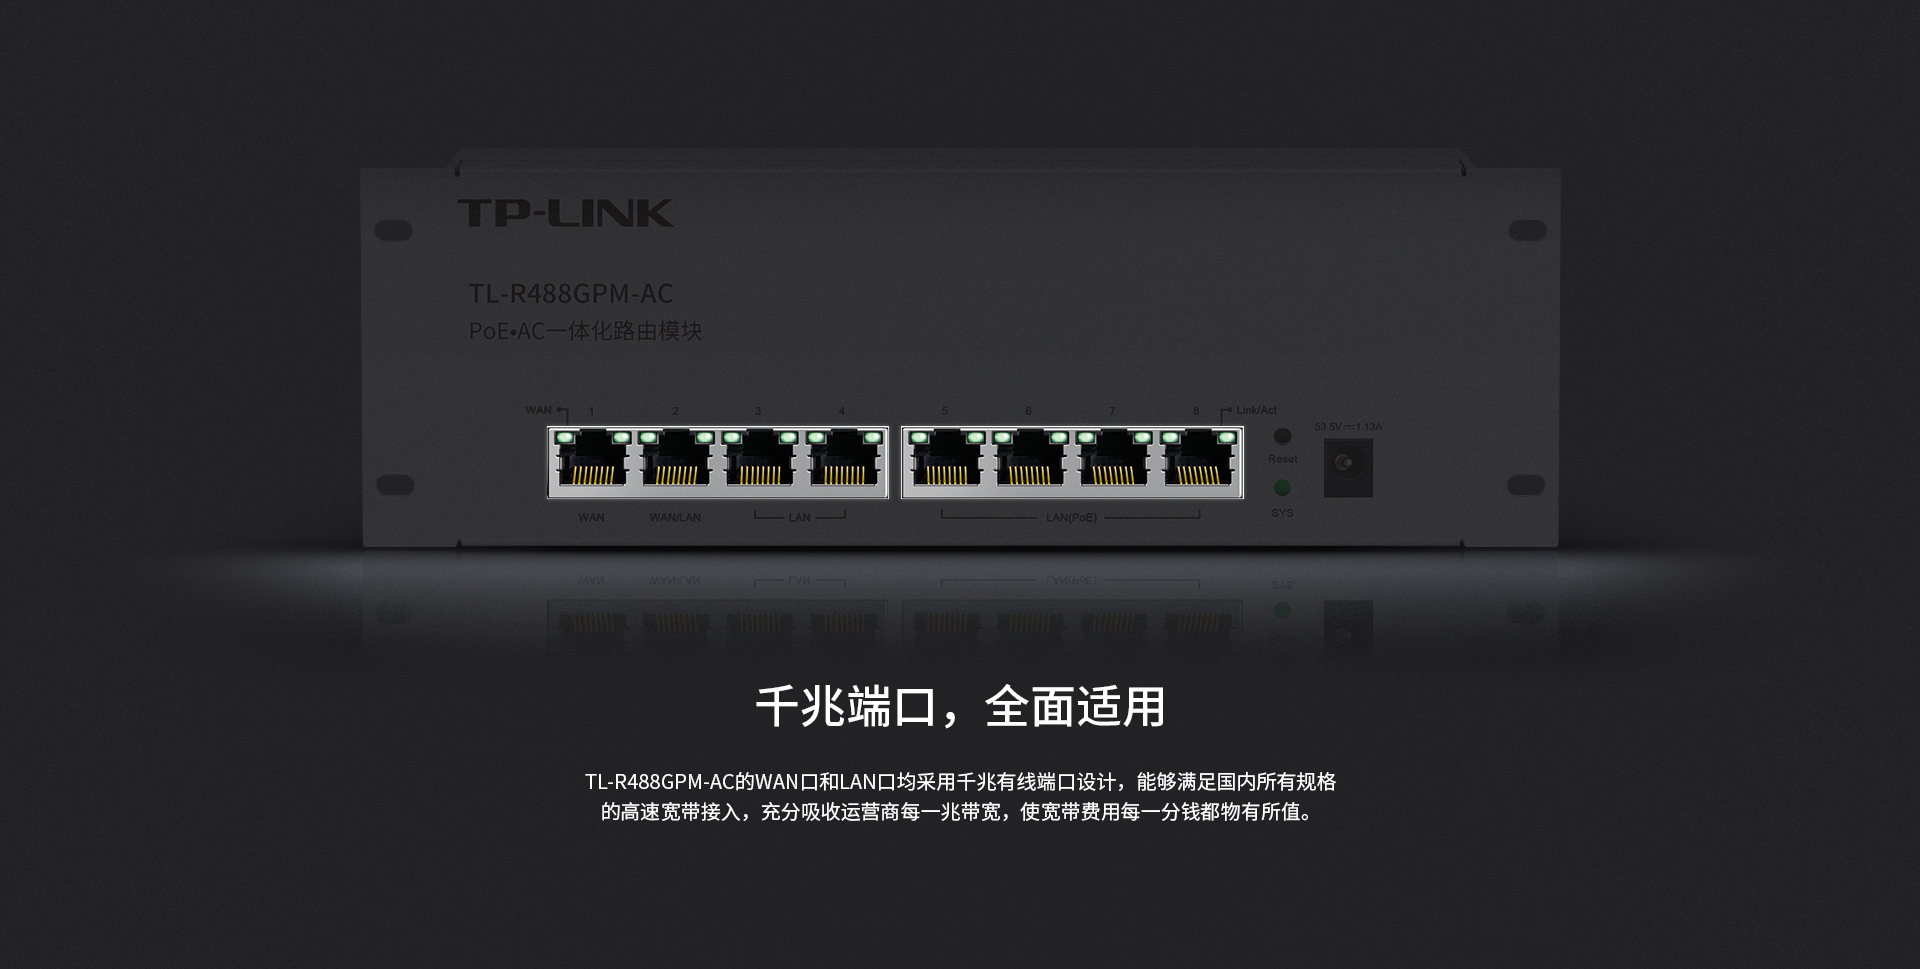 TP-LINK
TL-R488GPM-AC
PoE•AC一体化路由模块
WAN 1 2 3 4 5 6 7 8 Link/Act
53.5V⎓1.13A
Reset
WAN WAN/LAN LAN LAN(PoE) SYS
千兆端口，全面适用
TL-R488GPM-AC的WAN口和LAN口均采用千兆有线端口设计，能够满足国内所有规格
的高速宽带接入，充分吸收运营商每一兆带宽，使宽带费用每一分钱都物有所值。